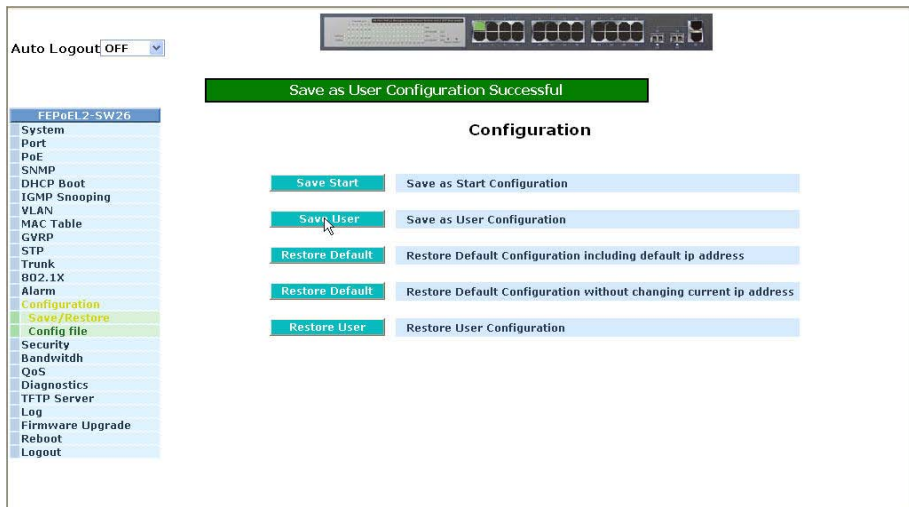 Auto Logout OFF
Save as User Configuration Successful
FEPoEL2-SW26
System
Port
PoE
SNMP
DHCP Boot
IGMP Snooping
VLAN
MAC Table
GVRP
STP
Trunk
802.1X
Alarm
Configuration
Save/Restore
Config file
Security
Bandwitdh
QoS
Diagnostics
TFTP Server
Log
Firmware Upgrade
Reboot
Logout
Configuration
Save Start Save as Start Configuration
Save User Save as User Configuration
Restore Default Restore Default Configuration including default ip address
Restore Default Restore Default Configuration without changing current ip address
Restore User Restore User Configuration